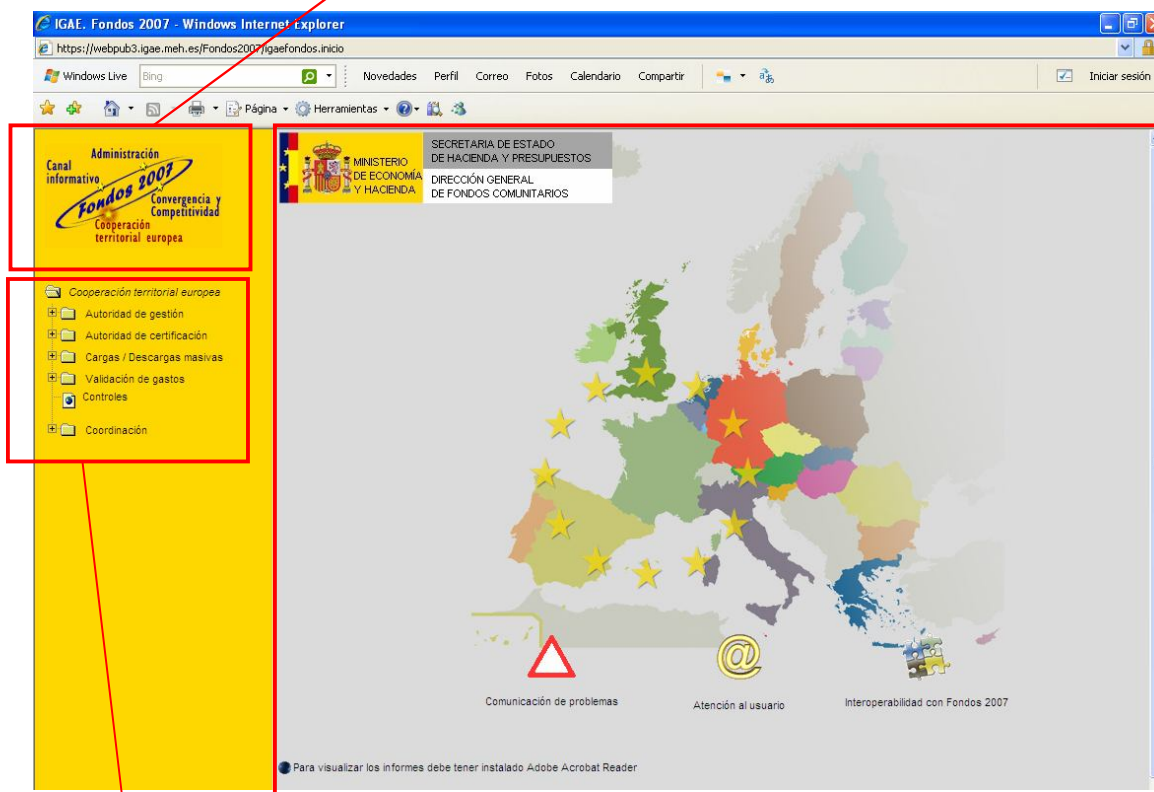 IGAE. Fondos 2007 - Windows Internet Explorer
https://webpub3.igae.meh.es/Fondos2007/igaefondos.inicio
Windows Live Bing Novedades Perfil Correo Fotos Calendario Compartir Iniciar sesión
Página Herramientas
Administración
Canal
informativo
Fondos 2007
Convergencia y
Competitividad
Cooperación
territorial europea
Cooperación territorial europea
Autoridad de gestión
Autoridad de certificación
Cargas / Descargas masivas
Validación de gastos
Controles
Coordinación
MINISTERIO
DE ECONOMÍA
Y HACIENDA
SECRETARIA DE ESTADO
DE HACIENDA Y PRESUPUESTOS
DIRECCIÓN GENERAL
DE FONDOS COMUNITARIOS
@
Comunicación de problemas
Atención al usuario
Interoperabilidad con Fondos 2007
Para visualizar los informes debe tener instalado Adobe Acrobat Reader